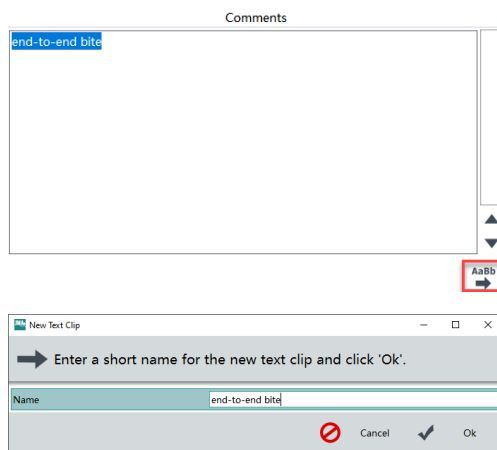 Comments
end-to-end bite
AaBb
New Text Clip
Enter a short name for the new text clip and click 'Ok'.
Name end-to-end bite
Cancel Ok